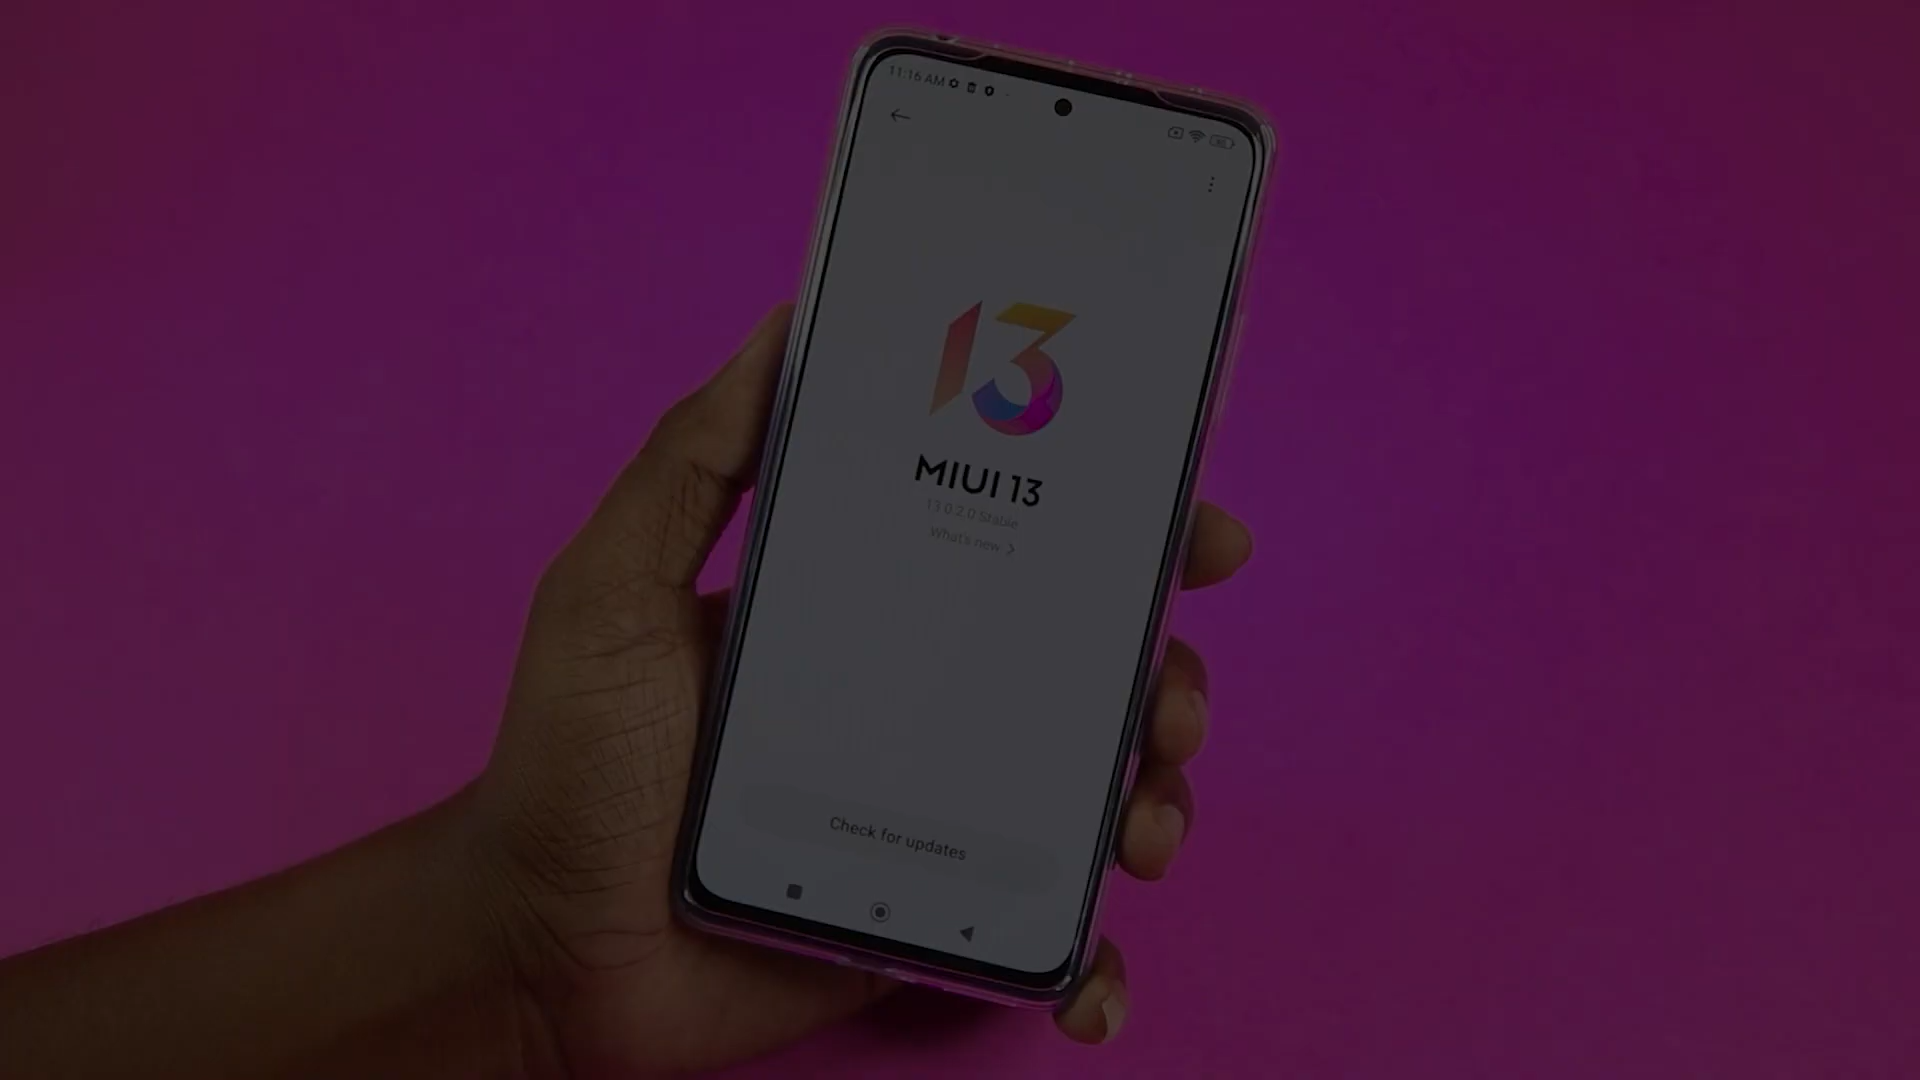 11:16 AM
13
MIUI 13
13.0.2.0 Stable
What's new >
Check for updates